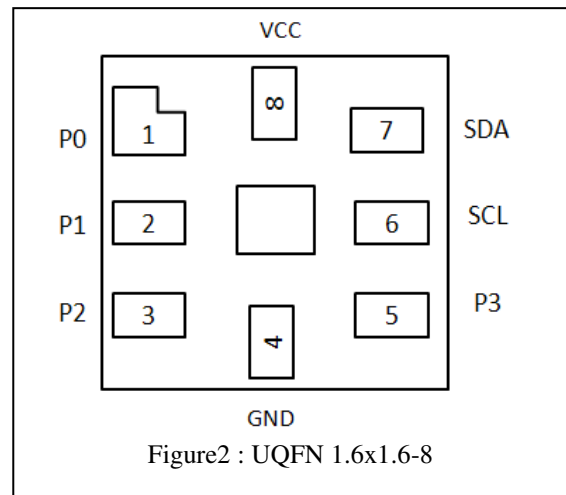 VCC
8
P0 1 7 SDA
P1 2 6 SCL
P2 3 5 P3
4
GND
Figure2 : UQFN 1.6x1.6-8